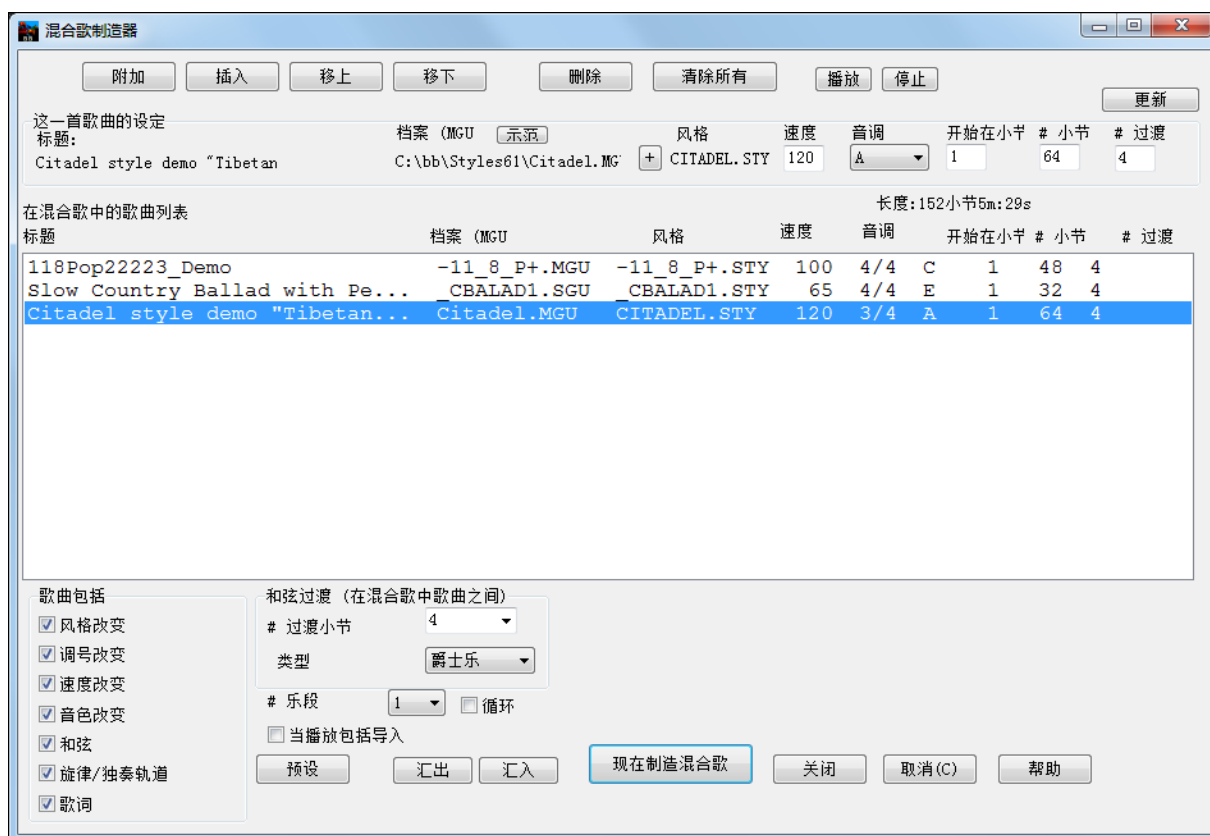 混合歌制造器
附加 插入 移上 移下 删除 清除所有 播放 停止
更新
这一首歌曲的设定
标题: 档案 (MGU 示范 风格 速度 音调 开始在小节 # 小节 # 过渡
Citadel style demo "Tibetan C:\bb\Styles61\Citadel.MG + CITADEL.STY 120 A 1 64 4
长度:152小节5m:29s
在混合歌中的歌曲列表
标题 档案 (MGU 风格 速度 音调 开始在小节 # 小节 # 过渡
118Pop22223_Demo -11_8_P+.MGU -11_8_P+.STY 100 4/4 C 1 48 4
Slow Country Ballad with Pe... _CBALAD1.SGU _CBALAD1.STY 65 4/4 E 1 32 4
Citadel style demo "Tibetan... Citadel.MGU CITADEL.STY 120 3/4 A 1 64 4
歌曲包括
风格改变
调号改变
速度改变
音色改变
和弦
旋律/独奏轨道
歌词
和弦过渡 (在混合歌中歌曲之间)
# 过渡小节 4
类型 爵士乐
# 乐段 1 循环
当播放包括导入
预设 汇出 汇入 现在制造混合歌 关闭 取消(C) 帮助